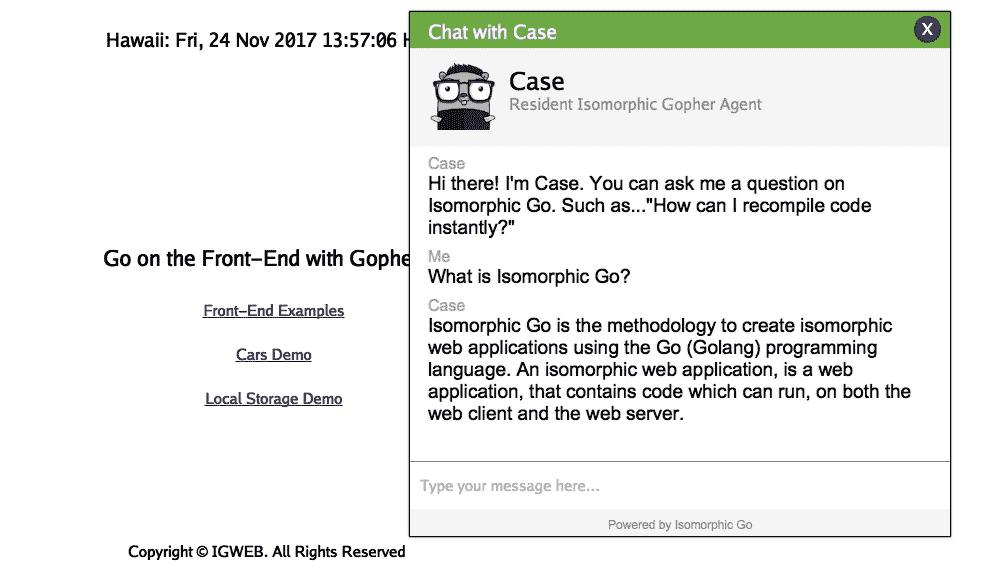 Hawaii: Fri, 24 Nov 2017 13:57:06
Chat with Case
X
Case
Resident Isomorphic Gopher Agent
Case
Hi there! I'm Case. You can ask me a question on
Isomorphic Go. Such as..."How can I recompile code
instantly?"
Me
What is Isomorphic Go?
Case
Isomorphic Go is the methodology to create isomorphic
web applications using the Go (Golang) programming
language. An isomorphic web application, is a web
application, that contains code which can run, on both the
web client and the web server.
Type your message here...
Powered by Isomorphic Go
Go on the Front-End with Gophe
Front-End Examples
Cars Demo
Local Storage Demo
Copyright © IGWEB. All Rights Reserved